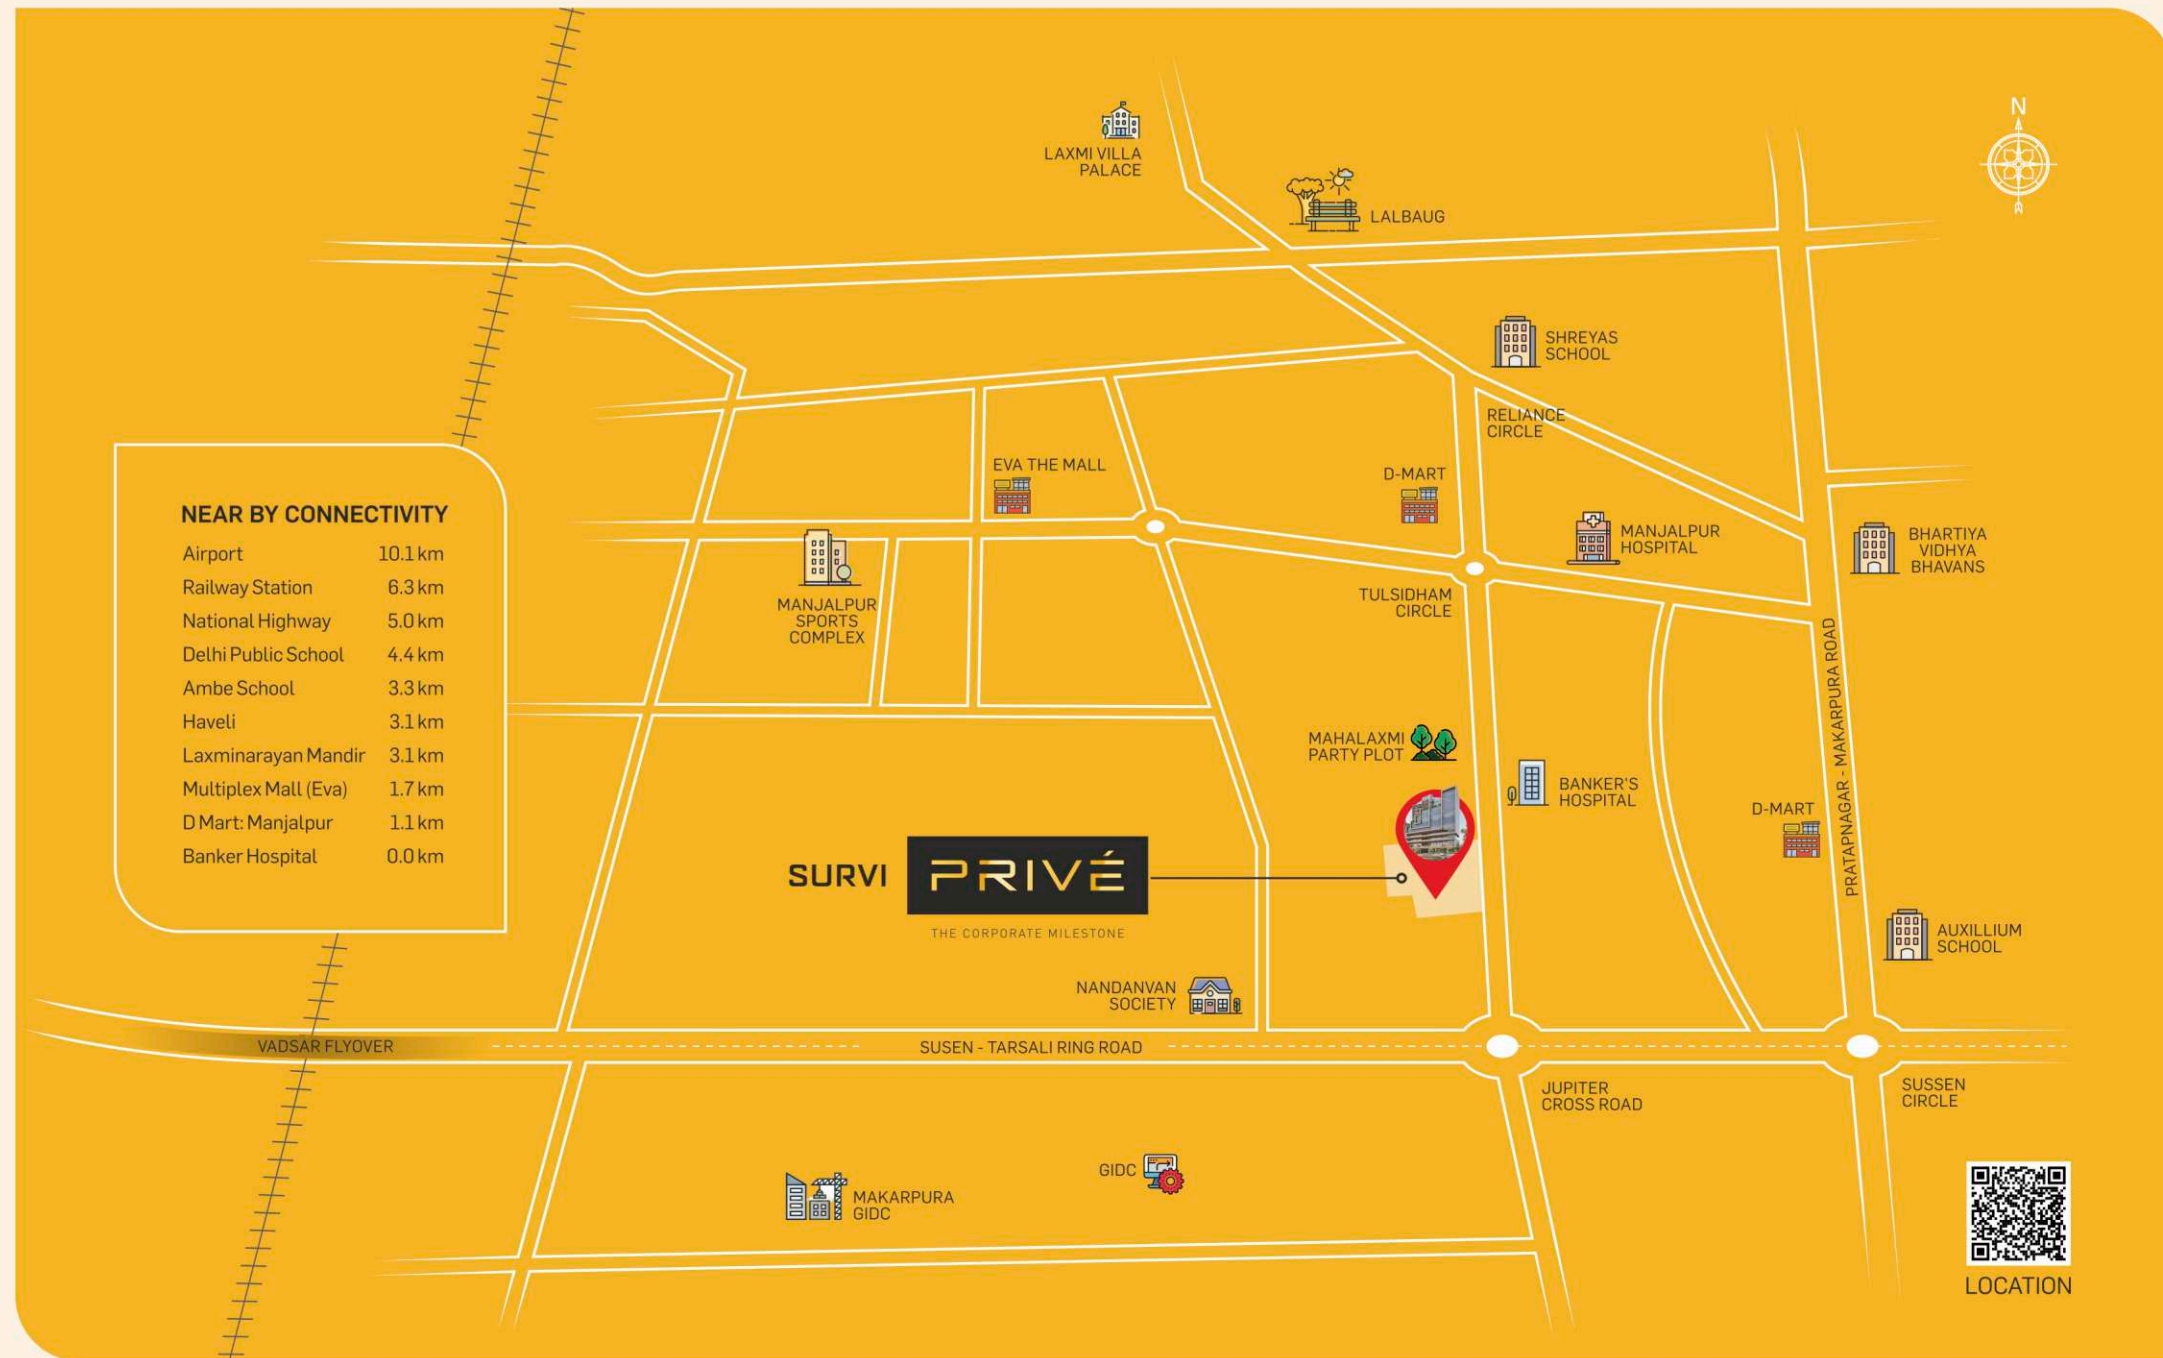 N
LAXMI VILLA
PALACE
LALBAUG
SHREYAS
SCHOOL
RELIANCE
CIRCLE
EVA THE MALL
D-MART
MANJALPUR
HOSPITAL
BHARTIYA
VIDHYA
BHAVANS
MANJALPUR
SPORTS
COMPLEX
TULSIDHAM
CIRCLE
PRATAPNAGAR - MAKARPURA ROAD
NEAR BY CONNECTIVITY
Airport 10.1 km
Railway Station 6.3 km
National Highway 5.0 km
Delhi Public School 4.4 km
Ambe School 3.3 km
Haveli 3.1 km
Laxminarayan Mandir 3.1 km
Multiplex Mall (Eva) 1.7 km
D Mart: Manjalpur 1.1 km
Banker Hospital 0.0 km
MAHALAXMI
PARTY PLOT
BANKER'S
HOSPITAL
D-MART
SURVI PRIVÉ
THE CORPORATE MILESTONE
AUXILLIUM
SCHOOL
NANDANVAN
SOCIETY
VADSAR FLYOVER
SUSEN - TARSALI RING ROAD
JUPITER
CROSS ROAD
SUSSEN
CIRCLE
GIDC
MAKARPURA
GIDC
LOCATION